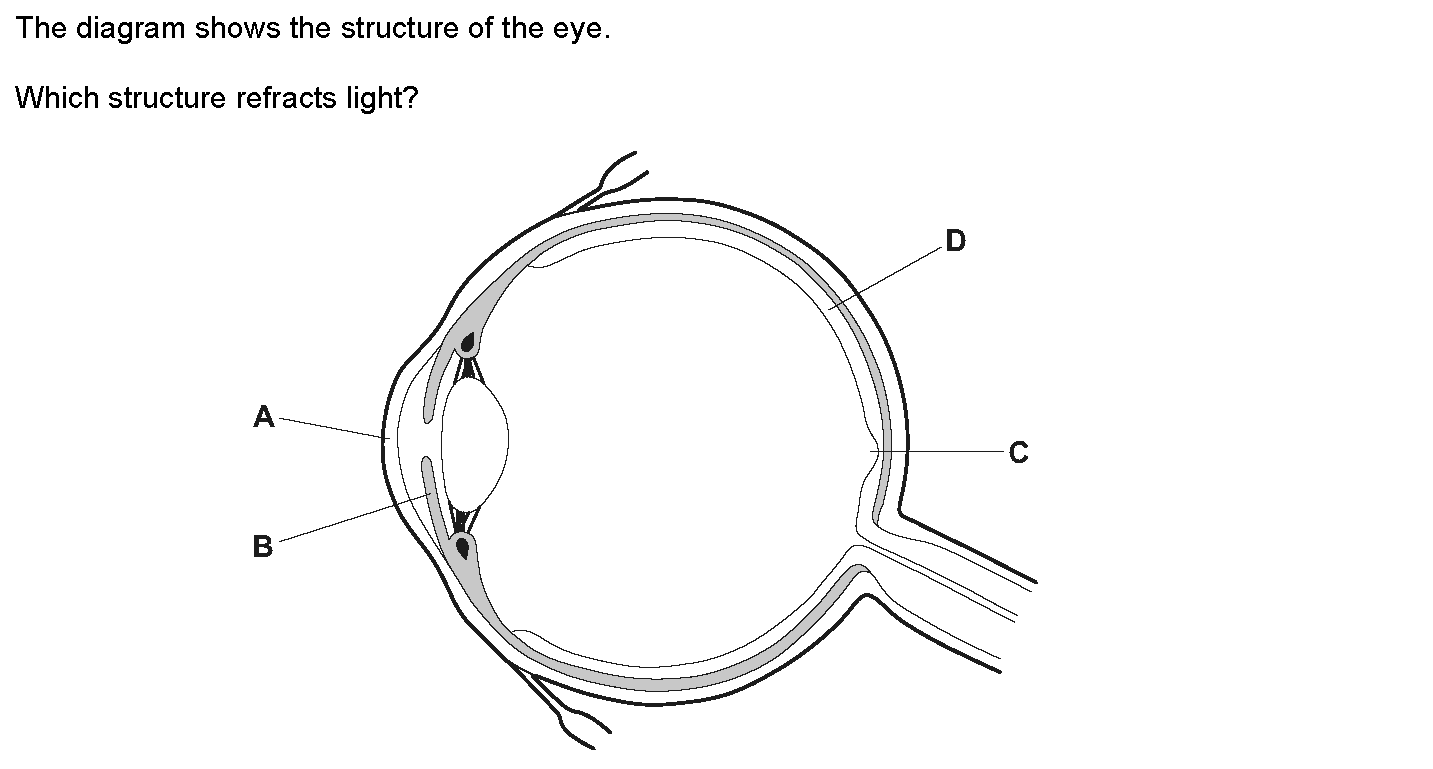 The diagram shows the structure of the eye.
Which structure refracts light?
D
A
C
B